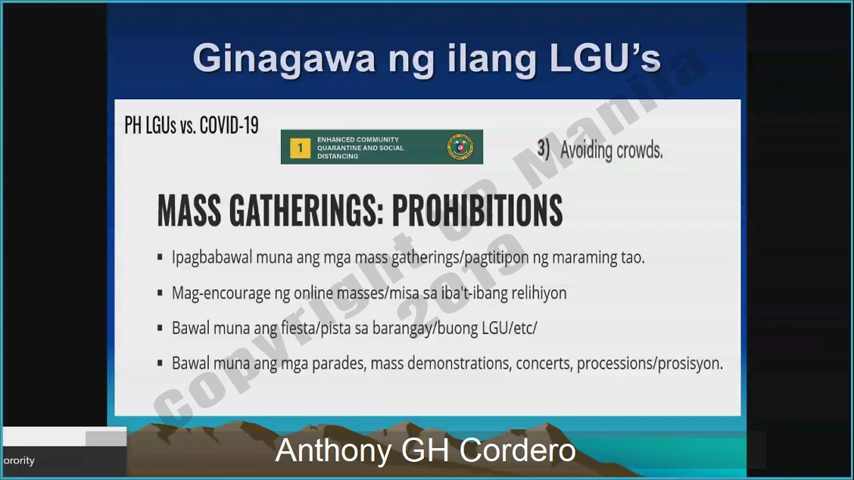 Ginagawa ng ilang LGU's
PH LGUs vs. COVID-19
1
ENHANCED COMMUNITY
QUARANTINE AND SOCIAL
DISTANCING
3) Avoiding crowds.
MASS GATHERINGS: PROHIBITIONS
▪ Ipagbabawal muna ang mga mass gatherings/pagtitipon ng maraming tao.
▪ Mag-encourage ng online masses/misa sa iba't-ibang relihiyon
▪ Bawal muna ang fiesta/pista sa barangay/buong LGU/etc/
▪ Bawal muna ang mga parades, mass demonstrations, concerts, processions/prosisyon.
Copyright UP Manila
2019
Anthony GH Cordero
orority